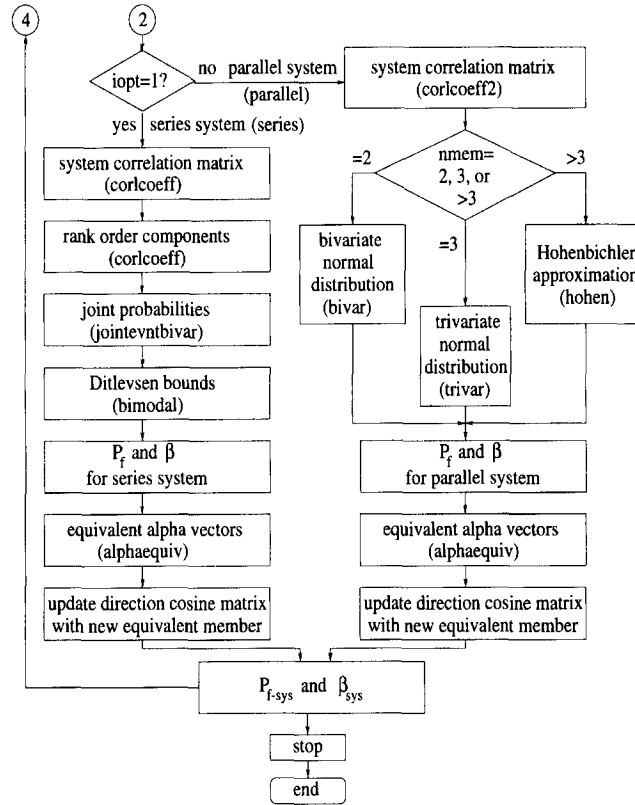 4
2
iopt=1?
no parallel system
(parallel)
yes series system (series)
system correlation matrix
(corlcoeff)
rank order components
(corlcoeff)
joint probabilities
(jointevntbivar)
Ditlevsen bounds
(bimodal)
P_f and β
for series system
equivalent alpha vectors
(alphaequiv)
update direction cosine matrix
with new equivalent member
system correlation matrix
(corlcoeff2)
nmem=
2, 3, or
>3
=2
=3
>3
bivariate
normal
distribution
(bivar)
trivariate
normal
distribution
(trivar)
Hohenbichler
approximation
(hohen)
P_f and β
for parallel system
equivalent alpha vectors
(alphaequiv)
update direction cosine matrix
with new equivalent member
P_f-sys and β_sys
stop
end